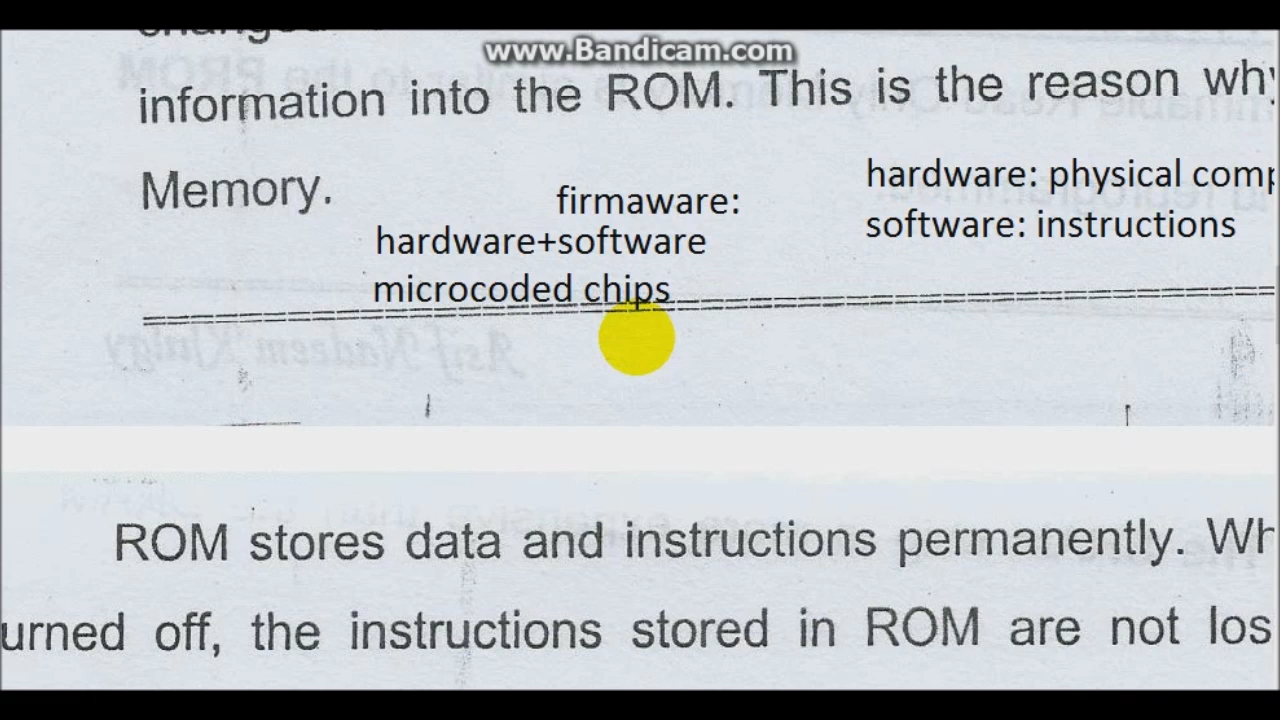 www.Bandicam.com
information into the ROM. This is the reason why
Memory.
firmaware:
hardware+software
microcoded chips
hardware: physical comp
software: instructions
ROM stores data and instructions permanently. Wh
urned off, the instructions stored in ROM are not los